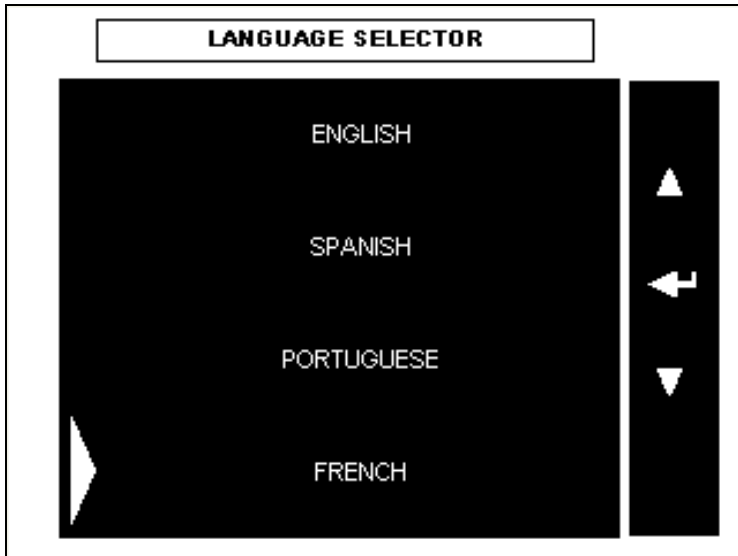 LANGUAGE SELECTOR
ENGLISH
SPANISH
PORTUGUESE
FRENCH